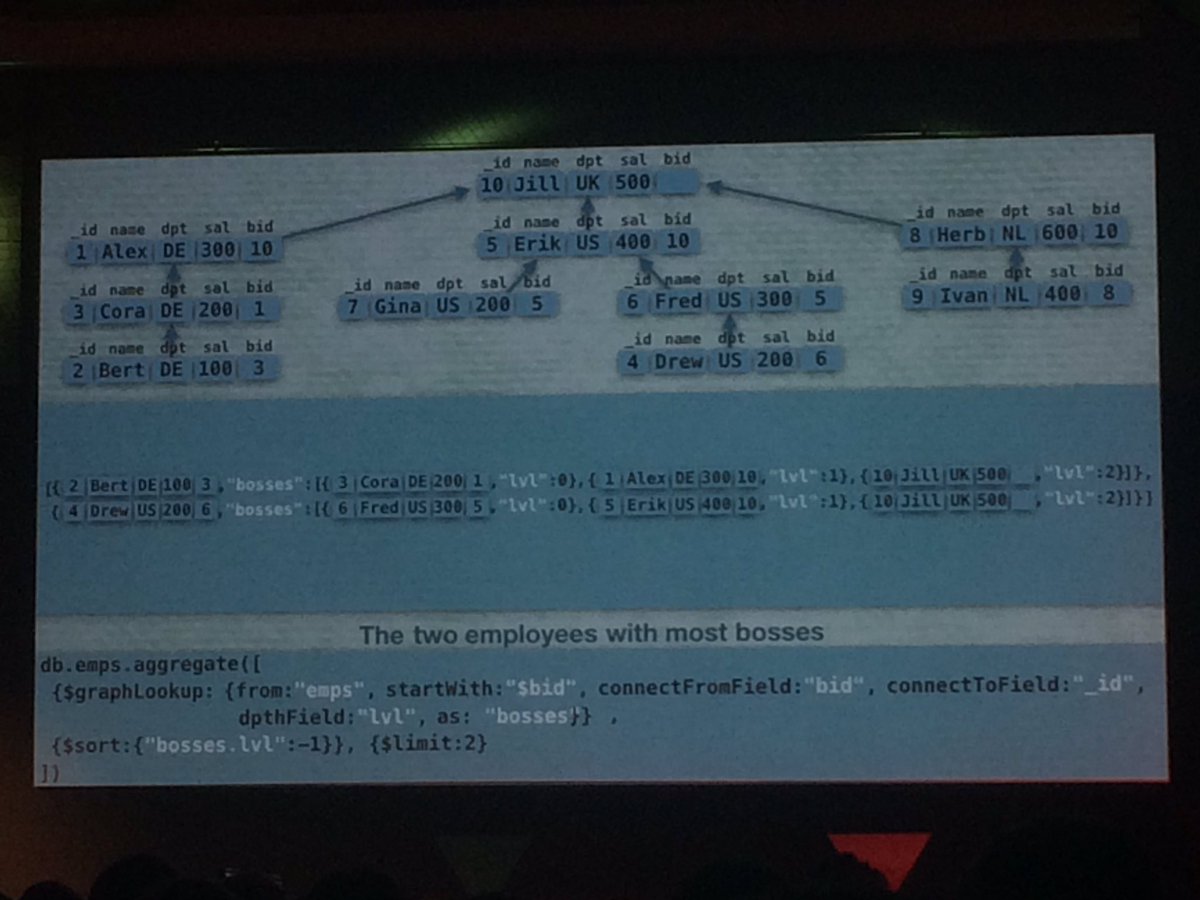 _id name dpt sal bid
10 Jill UK 500
_id name dpt sal bid
1 Alex DE 300 10
_id name dpt sal bid
5 Erik US 400 10
_id name dpt sal bid
8 Herb NL 600 10
_id name dpt sal bid
3 Cora DE 200 1
_id name dpt sal bid
7 Gina US 200 5
_id name dpt sal bid
6 Fred US 300 5
_id name dpt sal bid
9 Ivan NL 400 8
_id name dpt sal bid
2 Bert DE 100 3
_id name dpt sal bid
4 Drew US 200 6
[{ 2 Bert DE 100 3 ,"bosses":[{ 3 Cora DE 200 1 ,"lvl":0},{ 1 Alex DE 300 10 ,"lvl":1},{ 10 Jill UK 500 ,"lvl":2}]},
{ 4 Drew US 200 6 ,"bosses":[{ 6 Fred US 300 5 ,"lvl":0},{ 5 Erik US 400 10 ,"lvl":1},{ 10 Jill UK 500 ,"lvl":2}]}]
The two employees with most bosses
db.emps.aggregate([
{$graphLookup: {from:"emps", startWith:"$bid", connectFromField:"bid", connectToField:"_id",
dpthField:"lvl", as: "bosses}} ,
{$sort:{"bosses.lvl":-1}}, {$limit:2}
])